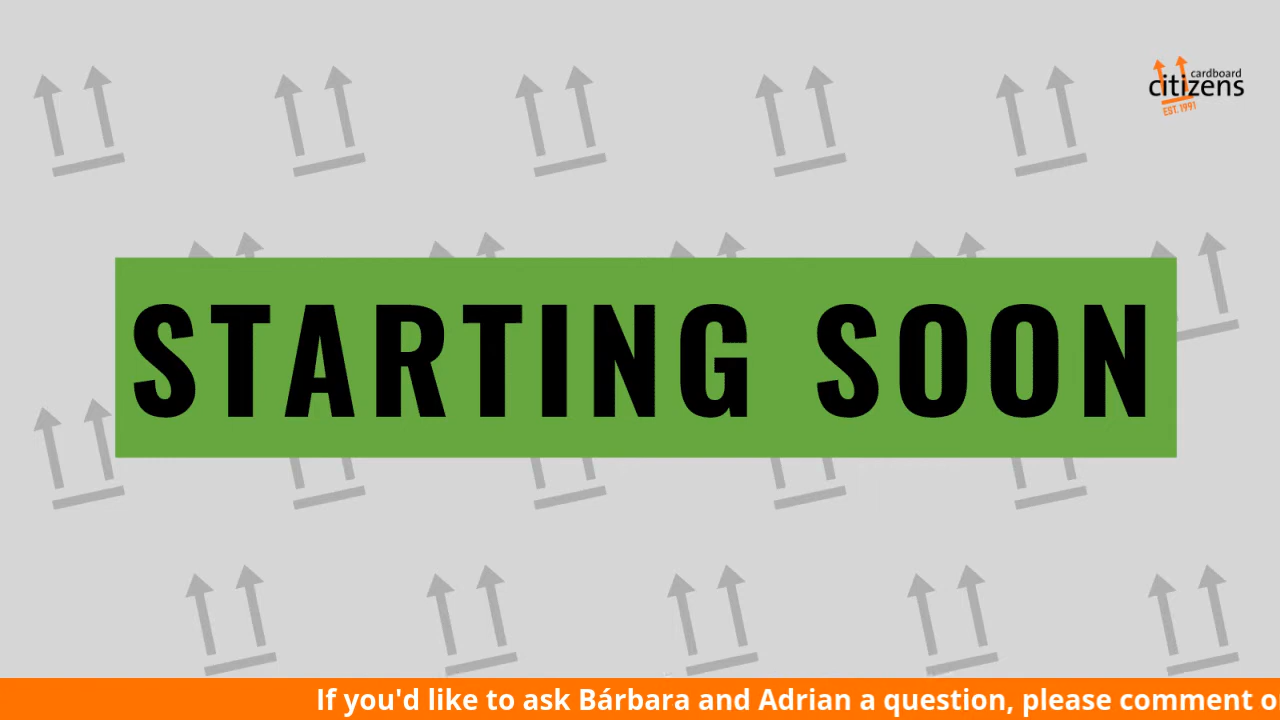 cardboard
citizens
EST. 1991
STARTING SOON
If you'd like to ask Bárbara and Adrian a question, please comment o